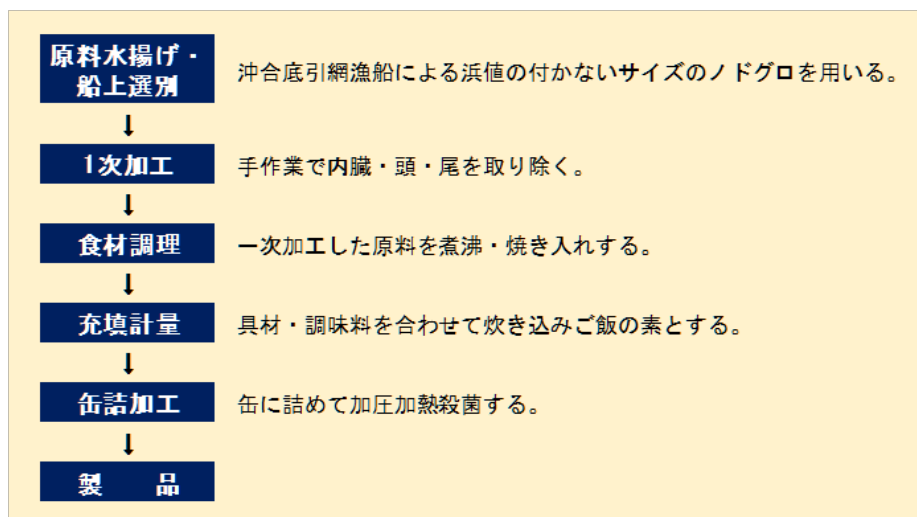 原料水揚げ・
船上選別
沖合底引網漁船による浜値の付かないサイズのノドグロを用いる。
↓
1次加工
手作業で内臓・頭・尾を取り除く。
↓
食材調理
一次加工した原料を煮沸・焼き入れする。
↓
充填計量
具材・調味料を合わせて炊き込みご飯の素とする。
↓
缶詰加工
缶に詰めて加圧加熱殺菌する。
↓
製　　品